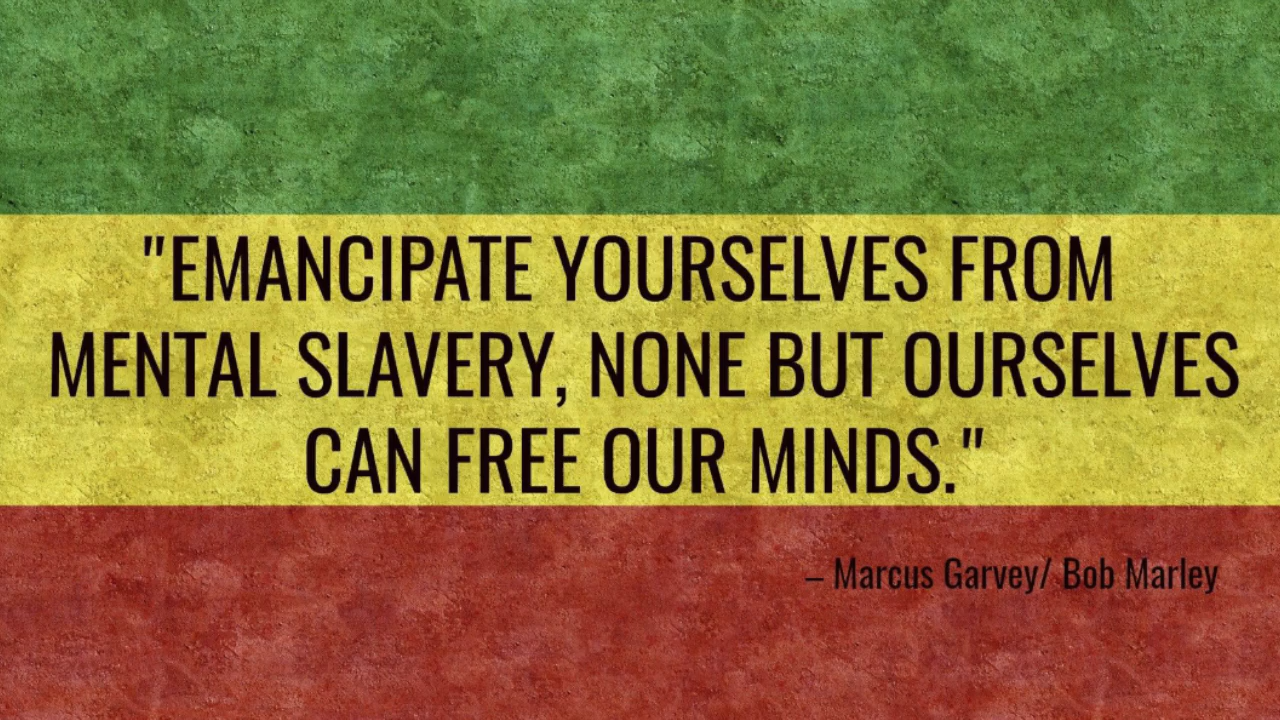 "EMANCIPATE YOURSELVES FROM
MENTAL SLAVERY, NONE BUT OURSELVES
CAN FREE OUR MINDS."
– Marcus Garvey/ Bob Marley